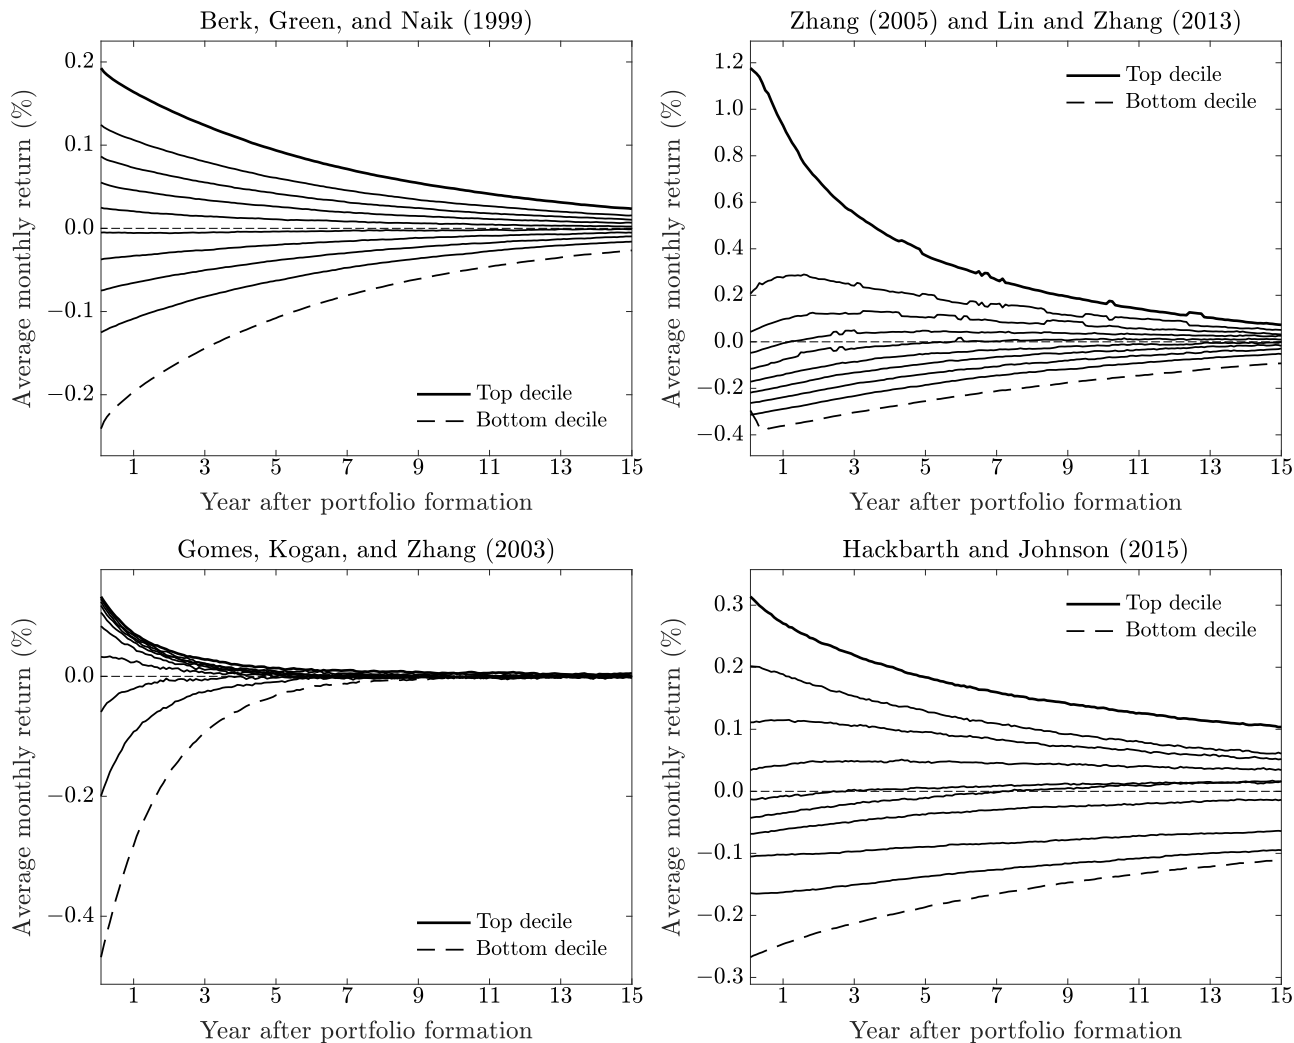 Berk, Green, and Naik (1999)
Average monthly return (%)
0.2
0.1
0.0
−0.1
−0.2
Top decile
Bottom decile
1 3 5 7 9 11 13 15
Year after portfolio formation
Zhang (2005) and Lin and Zhang (2013)
Average monthly return (%)
1.2
1.0
0.8
0.6
0.4
0.2
0.0
−0.2
−0.4
Top decile
Bottom decile
1 3 5 7 9 11 13 15
Year after portfolio formation
Gomes, Kogan, and Zhang (2003)
Average monthly return (%)
0.0
−0.2
−0.4
Top decile
Bottom decile
1 3 5 7 9 11 13 15
Year after portfolio formation
Hackbarth and Johnson (2015)
Average monthly return (%)
0.3
0.2
0.1
0.0
−0.1
−0.2
−0.3
Top decile
Bottom decile
1 3 5 7 9 11 13 15
Year after portfolio formation